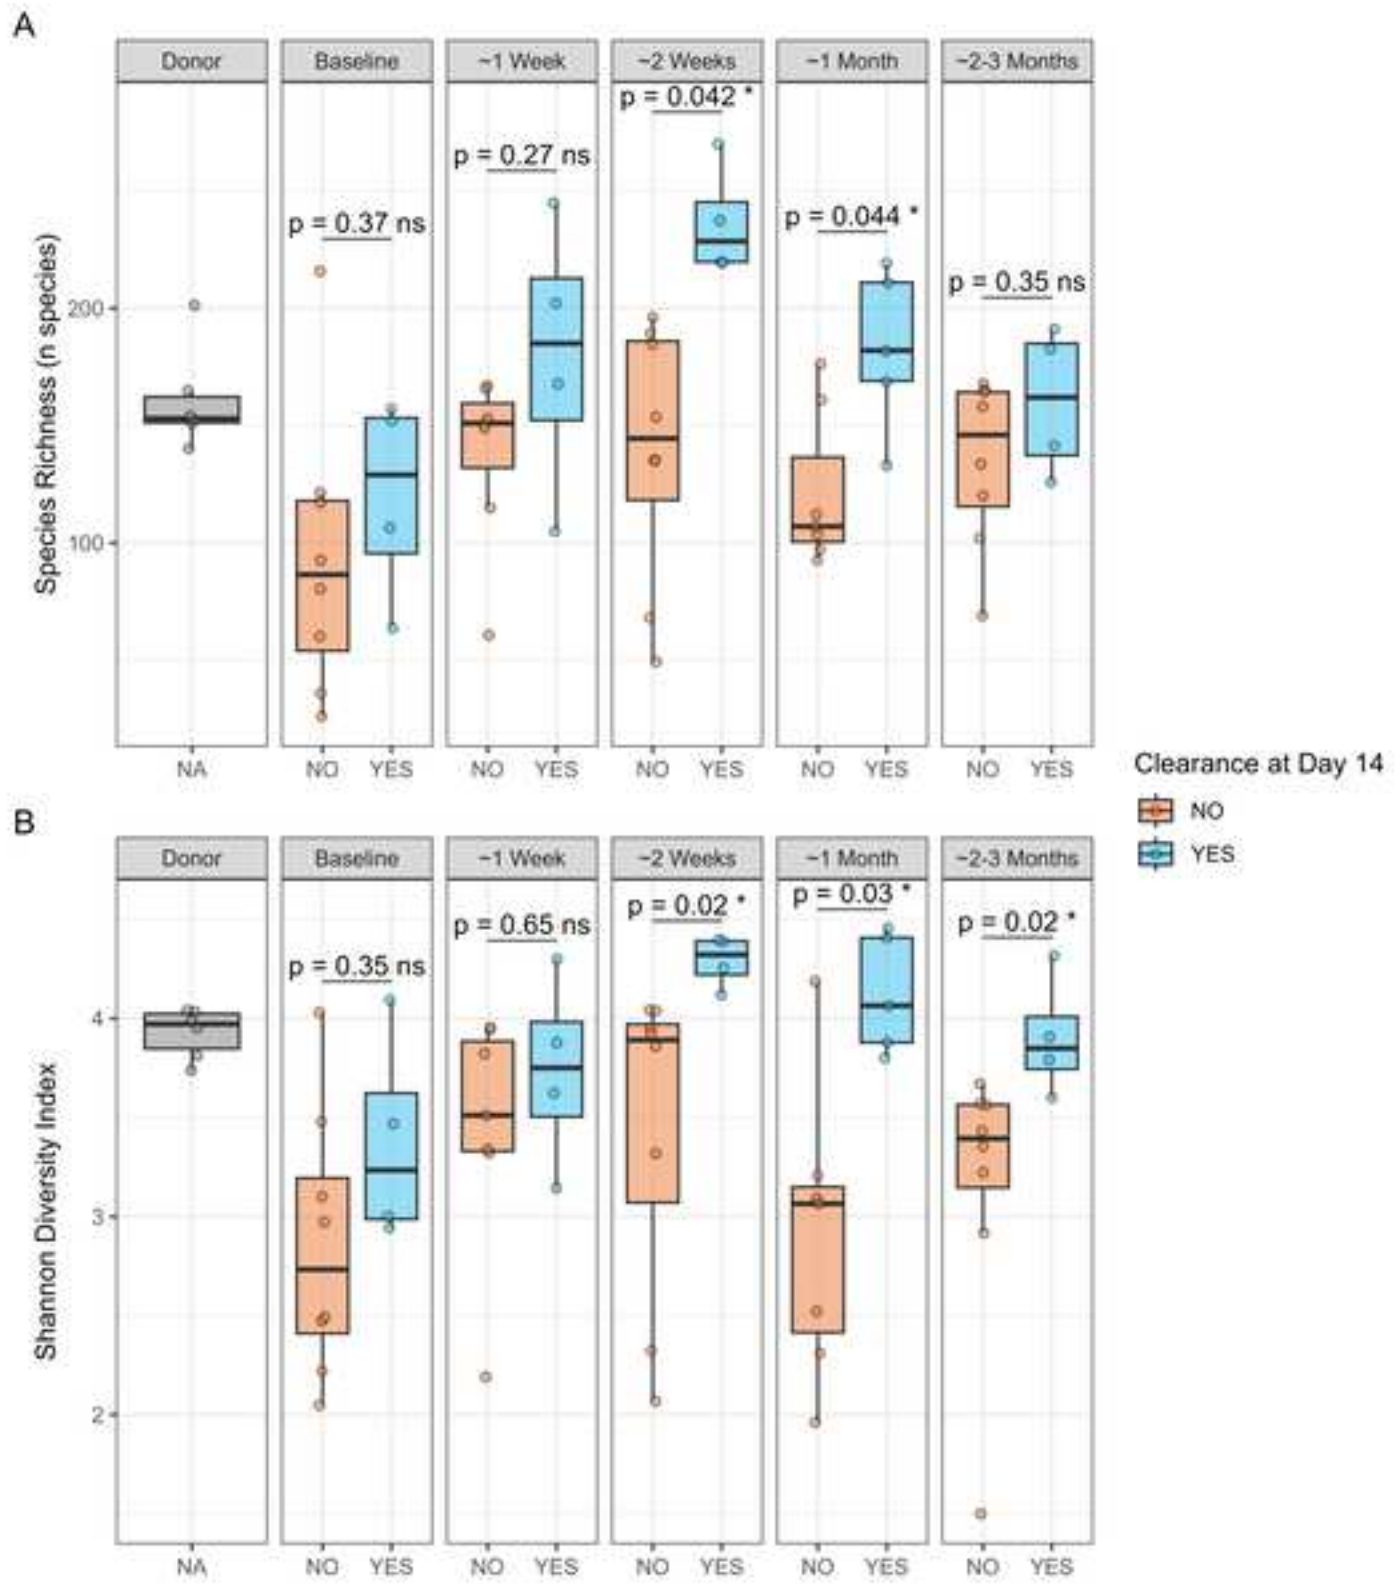 A
Donor Baseline ~1 Week ~2 Weeks ~1 Month ~2-3 Months
p = 0.042 *
p = 0.27 ns
p = 0.37 ns
p = 0.044 *
p = 0.35 ns
Species Richness (n species)
200
100
NA NO YES NO YES NO YES NO YES NO YES
Clearance at Day 14
NO
YES
B
Donor Baseline ~1 Week ~2 Weeks ~1 Month ~2-3 Months
p = 0.35 ns
p = 0.65 ns
p = 0.02 *
p = 0.03 *
p = 0.02 *
Shannon Diversity Index
4
3
2
NA NO YES NO YES NO YES NO YES NO YES